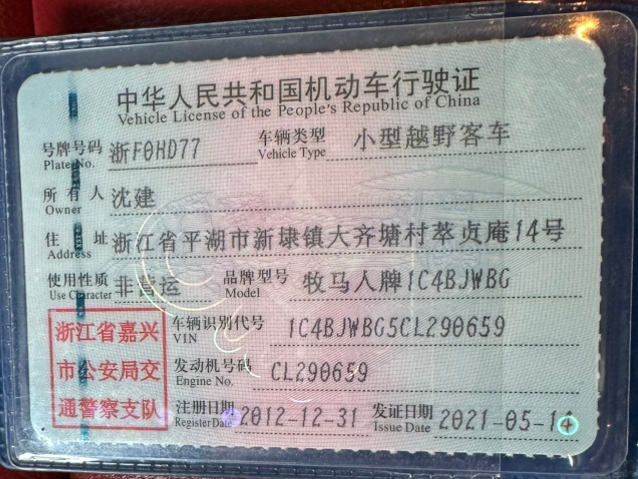 中华人民共和国机动车行驶证
Vehicle License of the People's Republic of China
号牌号码 浙F0HD77 车辆类型 小型越野客车
Plate No. Vehicle Type
所有人 沈建
Owner
住址 浙江省平湖市新埭镇大齐塘村萃贞庵14号
Address
使用性质 非营运 品牌型号 牧马人牌1C4BJWBG
Use Character Model
浙江省嘉兴 车辆识别代号 1C4BJWBG5CL290659
VIN
市公安局交 发动机号码 CL290659
Engine No.
通警察支队 注册日期 2012-12-31 发证日期 2021-05-14
Register Date Issue Date